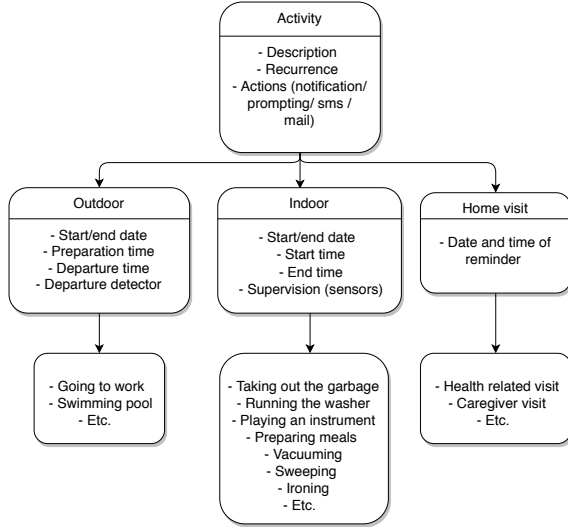 Activity
- Description
- Recurrence
- Actions (notification/
prompting/ sms /
mail)
Outdoor
- Start/end date
- Preparation time
- Departure time
- Departure detector
Indoor
- Start/end date
- Start time
- End time
- Supervision (sensors)
Home visit
- Date and time of
reminder
- Going to work
- Swimming pool
- Etc.
- Taking out the garbage
- Running the washer
- Playing an instrument
- Preparing meals
- Vacuuming
- Sweeping
- Ironing
- Etc.
- Health related visit
- Caregiver visit
- Etc.